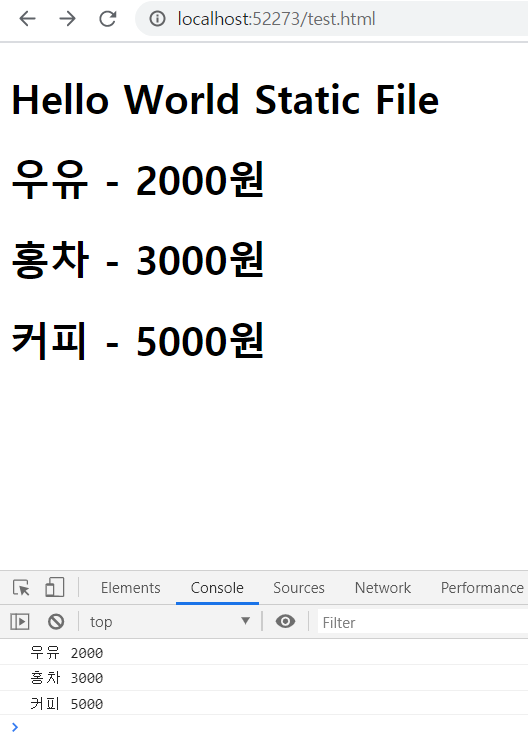 localhost:52273/test.html
Hello World Static File
우유 - 2000원
홍차 - 3000원
커피 - 5000원
Elements Console Sources Network Performance
top Filter
우유 2000
홍차 3000
커피 5000